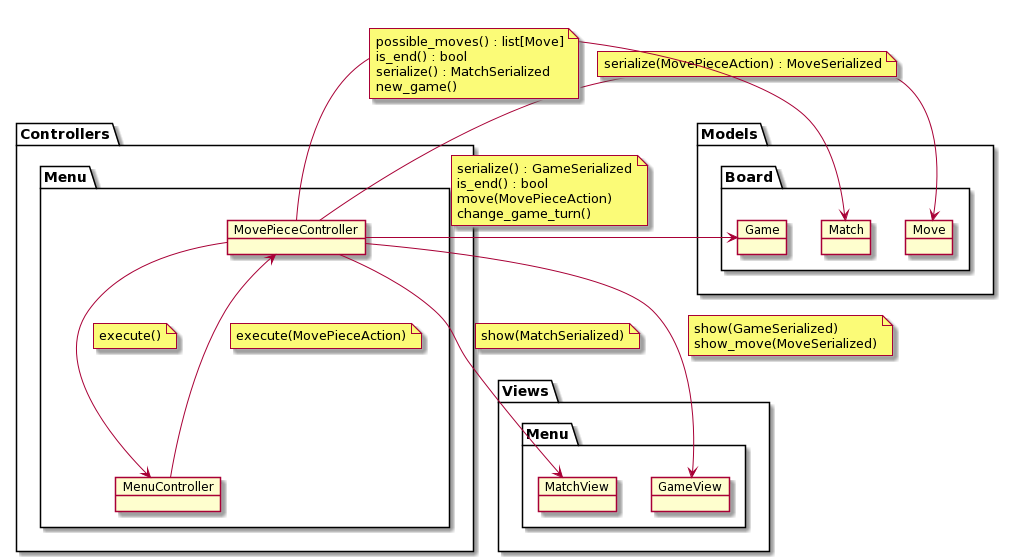 possible_moves() : list[Move]
is_end() : bool
serialize() : MatchSerialized
new_game()
serialize(MovePieceAction) : MoveSerialized
Controllers
Models
Menu
serialize() : GameSerialized
is_end() : bool
move(MovePieceAction)
change_game_turn()
Board
MovePieceController
Game
Match
Move
execute()
execute(MovePieceAction)
show(MatchSerialized)
show(GameSerialized)
show_move(MoveSerialized)
Views
Menu
MenuController
MatchView
GameView